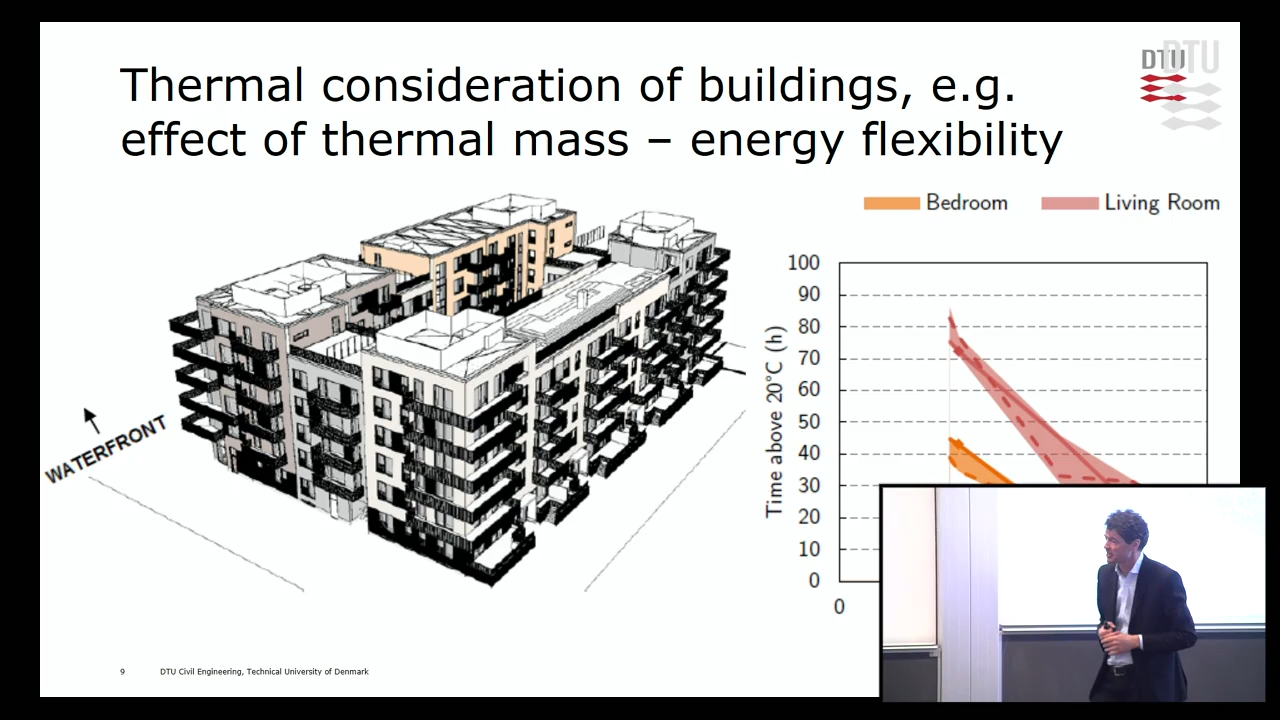 Thermal consideration of buildings, e.g.
effect of thermal mass – energy flexibility
DTU
DTU
Bedroom
Living Room
WATERFRONT
Time above 20°C (h)
100
90
80
70
60
50
40
30
20
10
0
0
9
DTU Civil Engineering, Technical University of Denmark